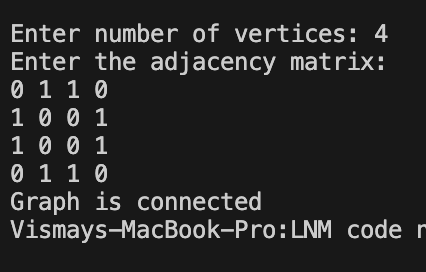 Enter number of vertices: 4
Enter the adjacency matrix:
0 1 1 0
1 0 0 1
1 0 0 1
0 1 1 0
Graph is connected
Vismays-MacBook-Pro:LNM code